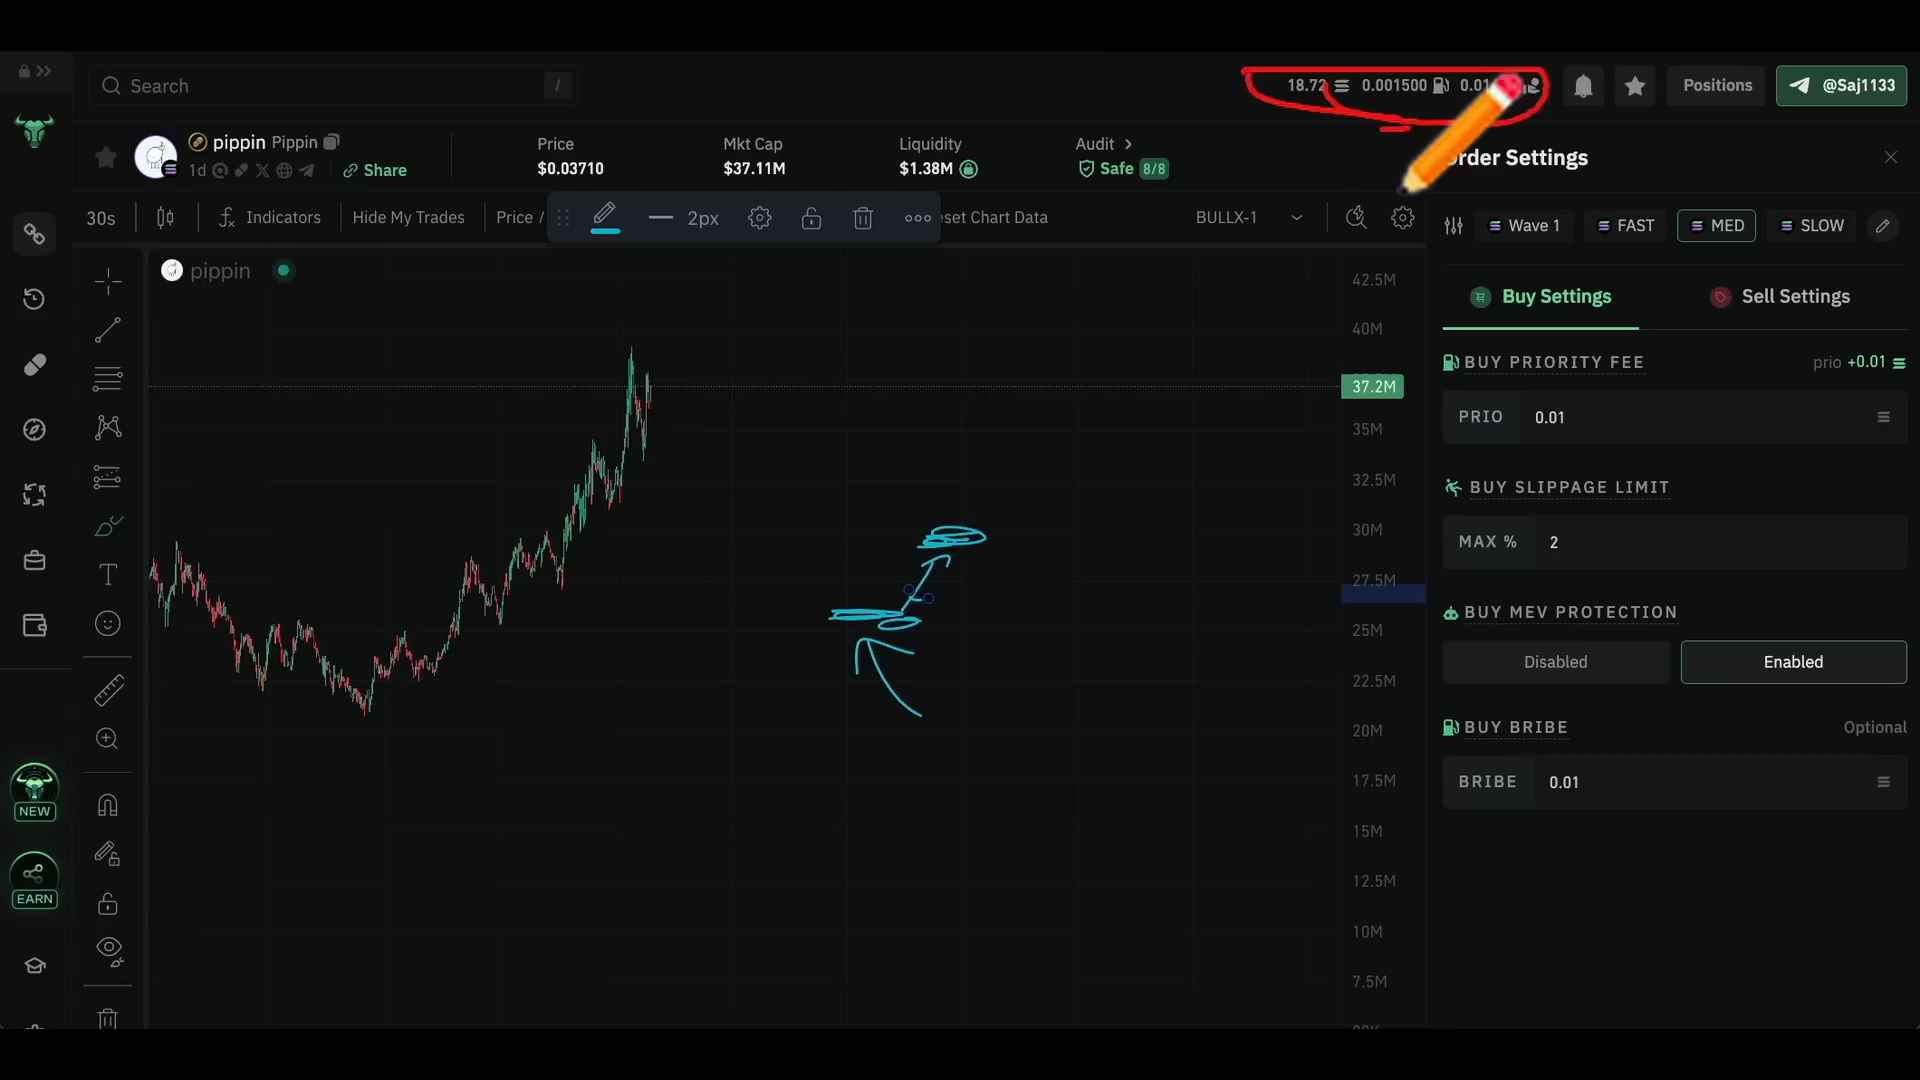 Search /
18.72 0.001500 0.01
Positions @Saj1133
pippin Pippin
1d Share
Price
$0.03710
Mkt Cap
$37.11M
Liquidity
$1.38M
Audit
Safe 8/8
Order Settings
30s Indicators Hide My Trades Price / 2px eset Chart Data BULLX-1
Wave 1 FAST MED SLOW
pippin
Buy Settings Sell Settings
42.5M
40M
37.2M
35M
32.5M
30M
27.5M
25M
22.5M
20M
17.5M
15M
12.5M
10M
7.5M
BUY PRIORITY FEE prio +0.01
PRIO 0.01
BUY SLIPPAGE LIMIT
MAX % 2
BUY MEV PROTECTION
Disabled Enabled
BUY BRIBE Optional
BRIBE 0.01
NEW
EARN